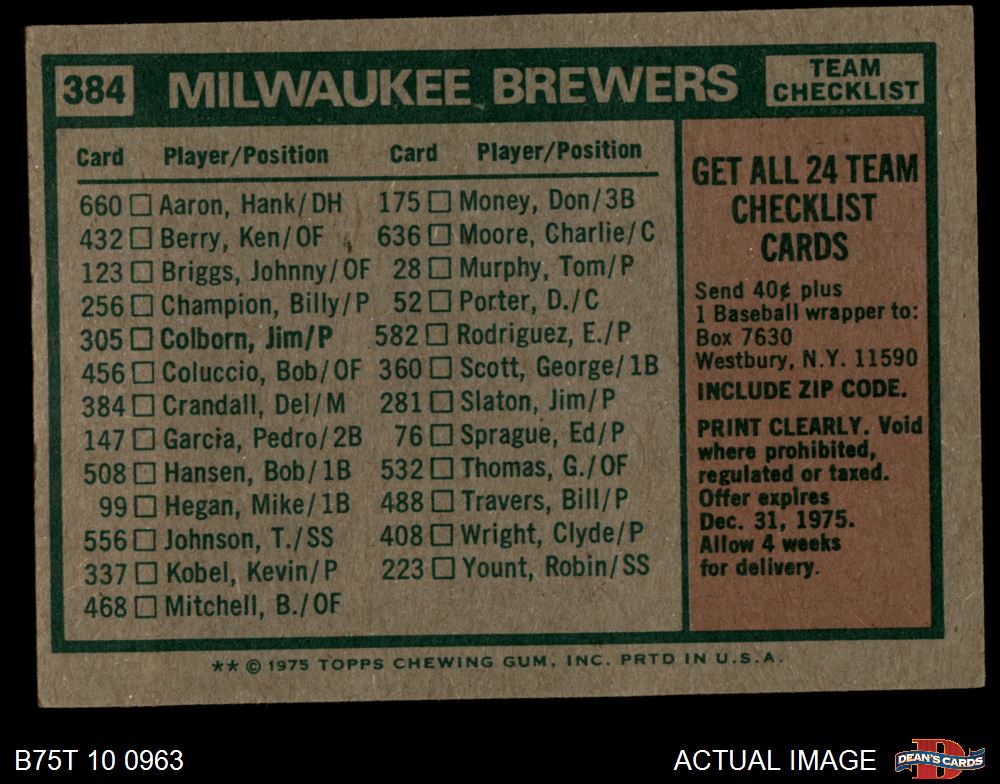 384 MILWAUKEE BREWERS TEAM CHECKLIST
Card Player/Position
660 Aaron, Hank/DH
432 Berry, Ken/OF
123 Briggs, Johnny/OF
256 Champion, Billy/P
305 Colborn, Jim/P
456 Coluccio, Bob/OF
384 Crandall, Del/M
147 Garcia, Pedro/2B
508 Hansen, Bob/1B
99 Hegan, Mike/1B
556 Johnson, T./SS
337 Kobel, Kevin/P
468 Mitchell, B./OF
Card Player/Position
175 Money, Don/3B
636 Moore, Charlie/C
28 Murphy, Tom/P
52 Porter, D./C
582 Rodriguez, E./P
360 Scott, George/1B
281 Slaton, Jim/P
76 Sprague, Ed/P
532 Thomas, G./OF
488 Travers, Bill/P
408 Wright, Clyde/P
223 Yount, Robin/SS
GET ALL 24 TEAM
CHECKLIST
CARDS
Send 40¢ plus
1 Baseball wrapper to:
Box 7630
Westbury, N.Y. 11590
INCLUDE ZIP CODE.
PRINT CLEARLY. Void
where prohibited,
regulated or taxed.
Offer expires
Dec. 31, 1975.
Allow 4 weeks
for delivery.
** © 1975 TOPPS CHEWING GUM, INC. PRTD IN U.S.A.
B75T 10 0963
ACTUAL IMAGE
DEAN'S CARDS